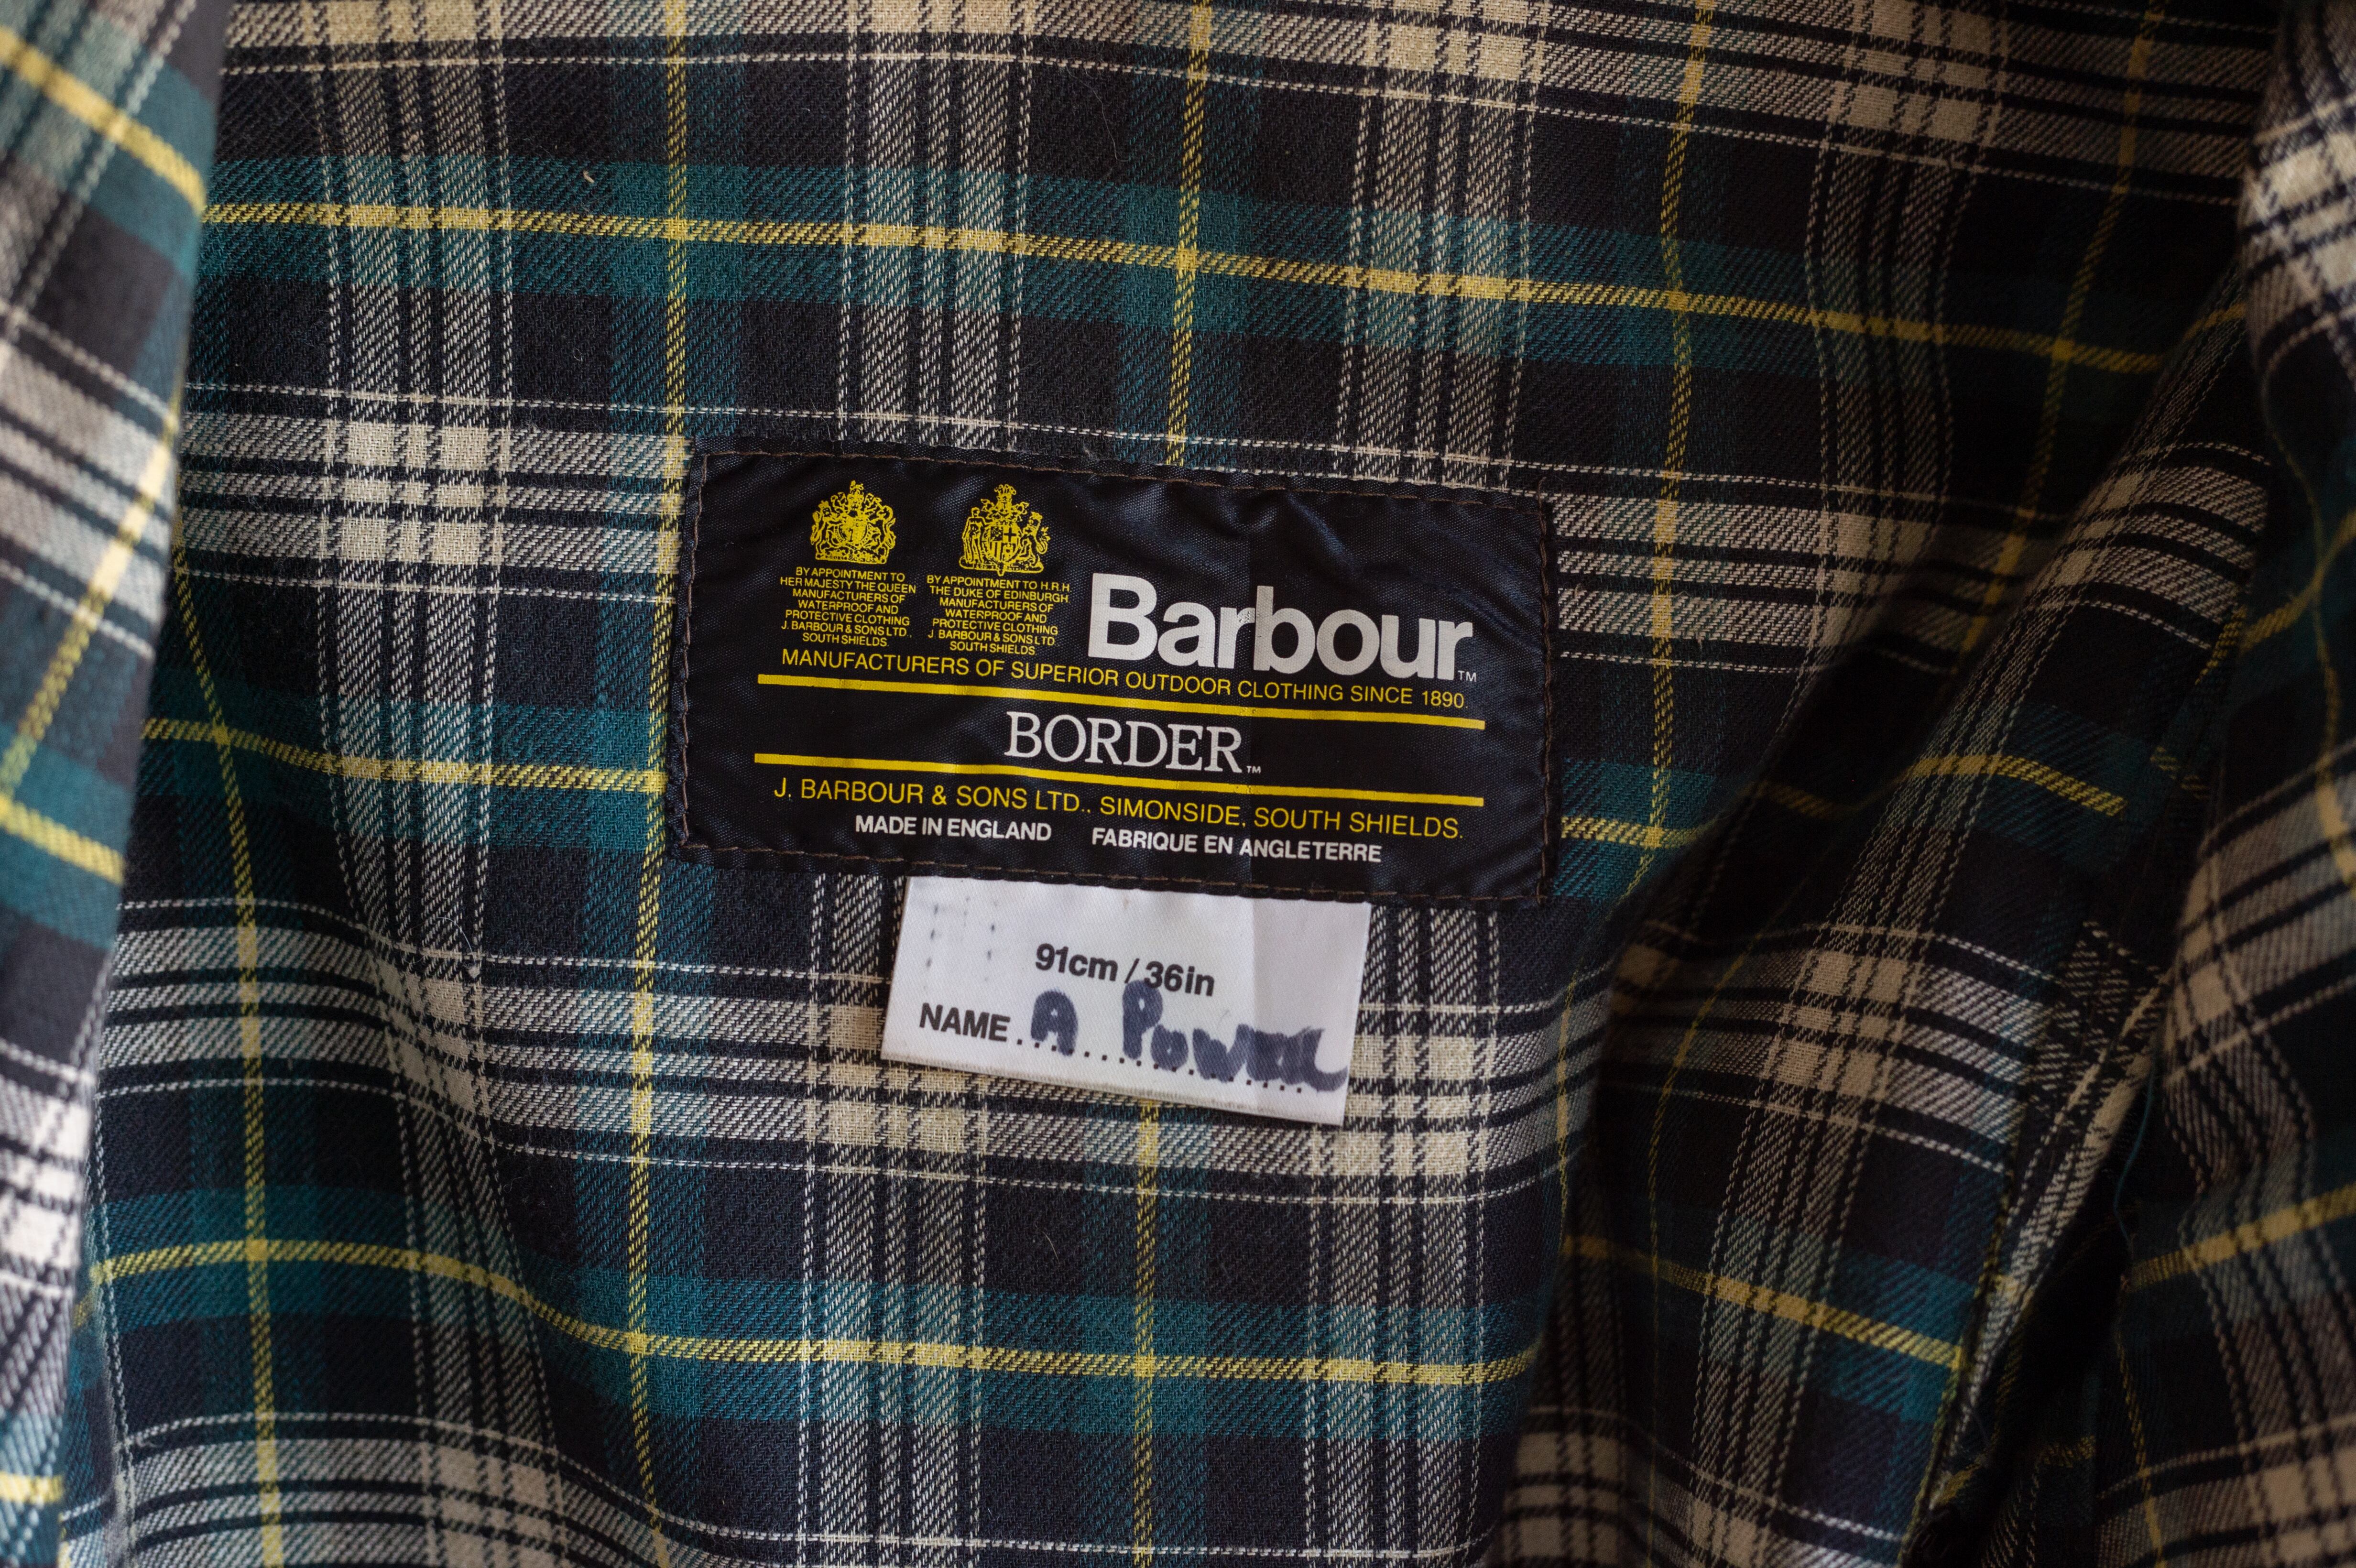 BY APPOINTMENT TO
HER MAJESTY THE QUEEN
MANUFACTURERS OF
WATERPROOF AND
PROTECTIVE CLOTHING
J. BARBOUR & SONS LTD.
SOUTH SHIELDS.
BY APPOINTMENT TO H.R.H.
THE DUKE OF EDINBURGH
MANUFACTURERS OF
WATERPROOF AND
PROTECTIVE CLOTHING
J. BARBOUR & SONS LTD
SOUTH SHIELDS.
Barbour™
MANUFACTURERS OF SUPERIOR OUTDOOR CLOTHING SINCE 1890.
BORDER™
J. BARBOUR & SONS LTD., SIMONSIDE, SOUTH SHIELDS.
MADE IN ENGLAND FABRIQUE EN ANGLETERRE
91cm / 36in
NAME A POWELL